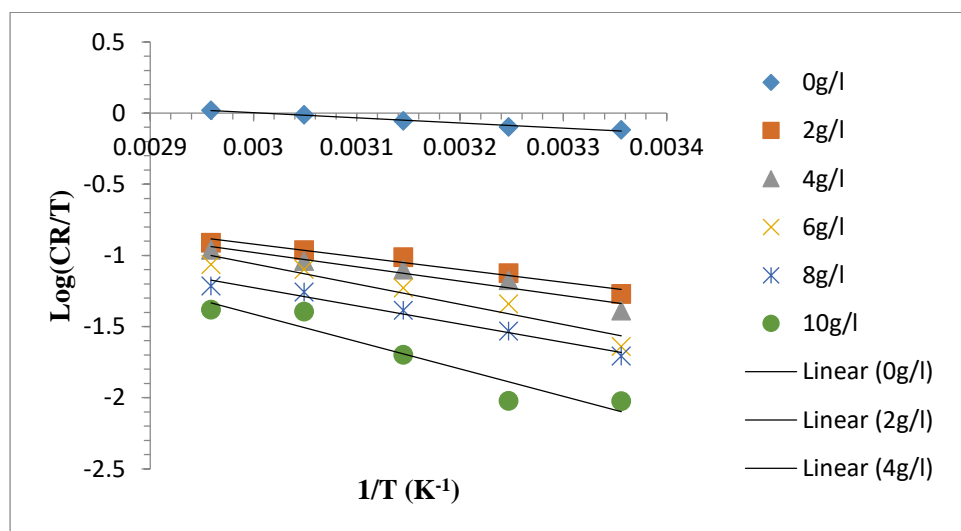 0.5
0
0.0029 0.003 0.0031 0.0032 0.0033 0.0034
-0.5
-1
-1.5
-2
-2.5
Log(CR/T)
1/T (K⁻¹)
0g/l
2g/l
4g/l
6g/l
8g/l
10g/l
Linear (0g/l)
Linear (2g/l)
Linear (4g/l)